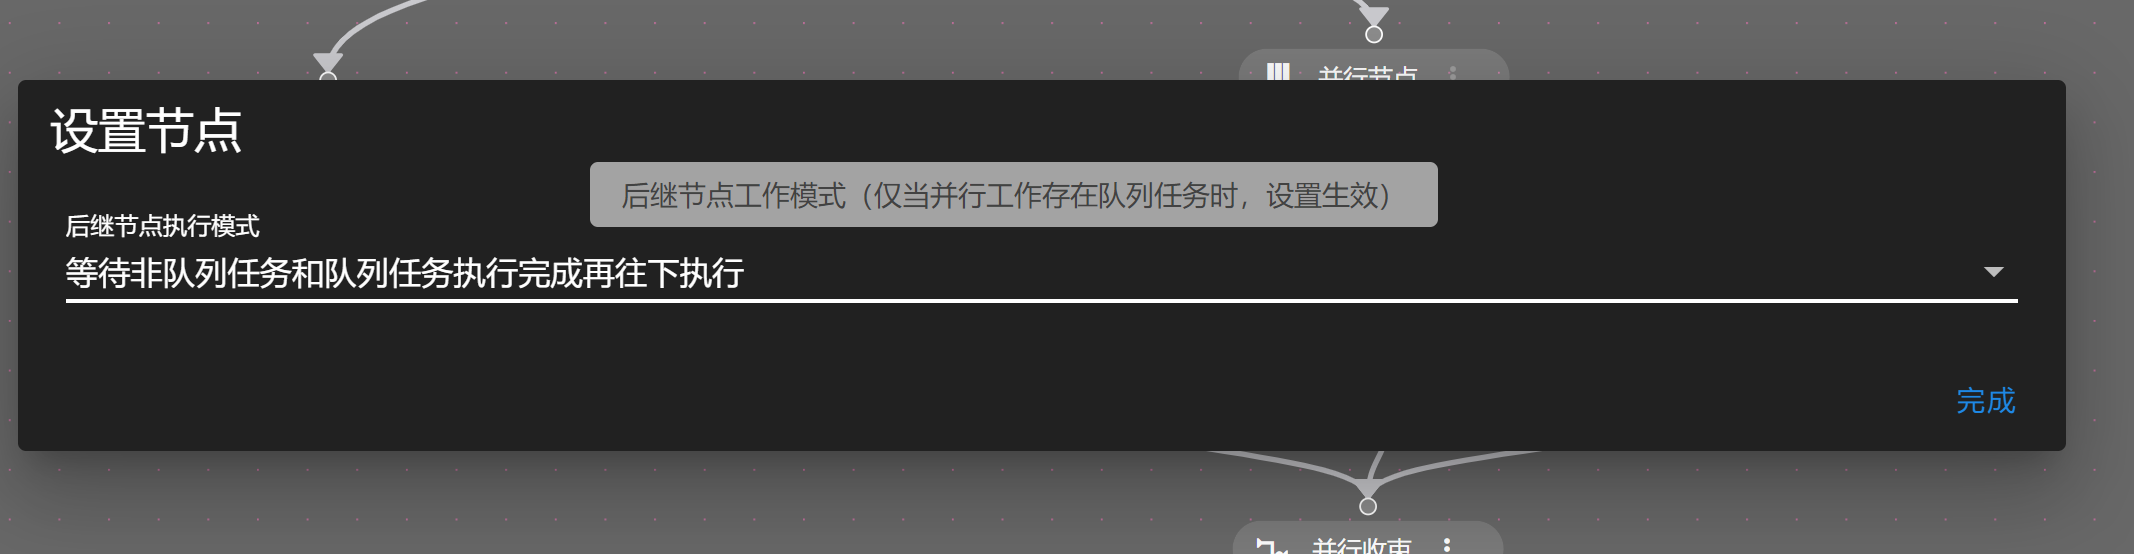 并行节点
设置节点
后继节点工作模式（仅当并行工作存在队列任务时，设置生效）
后继节点执行模式
等待非队列任务和队列任务执行完成再往下执行
完成
并行收束